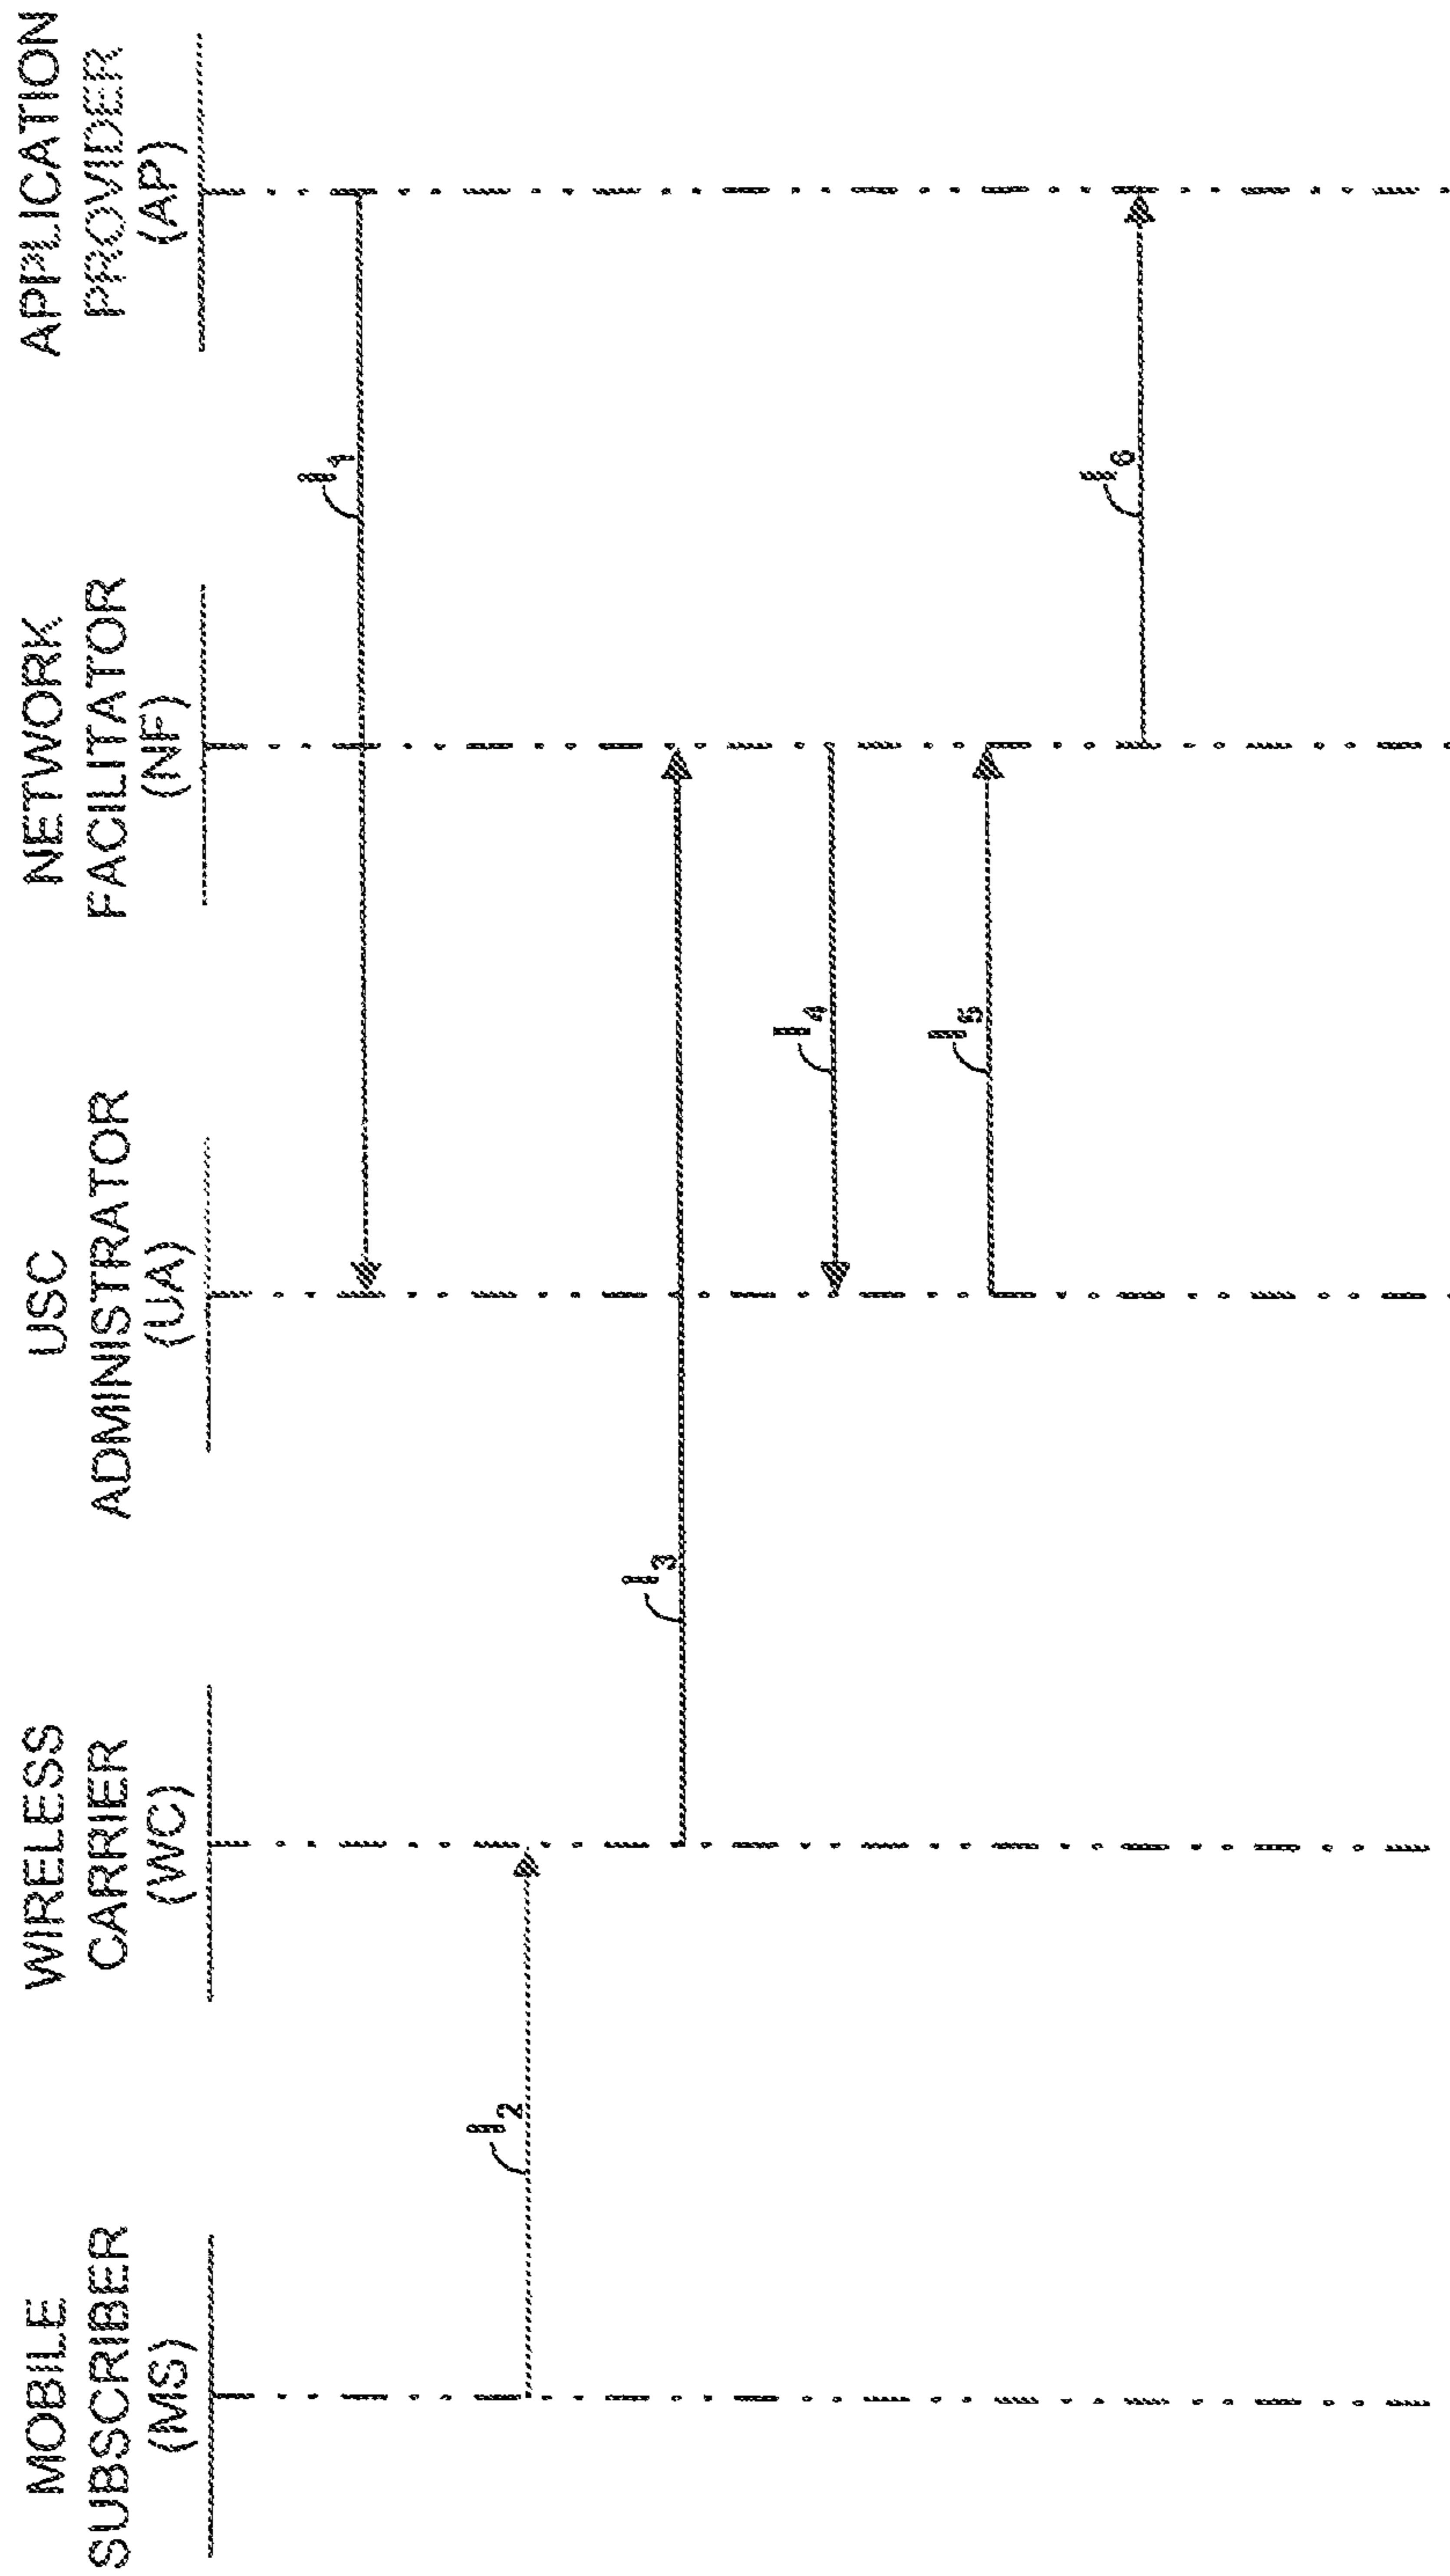 MOBILE
SUBSCRIBER
(MS)
WIRELESS
CARRIER
(WC)
USC
ADMINISTRATOR
(UA)
NETWORK
FACILITATOR
(NF)
APPLICATION
PROVIDER
(AP)
I1
I2
I3
I4
I5
I6